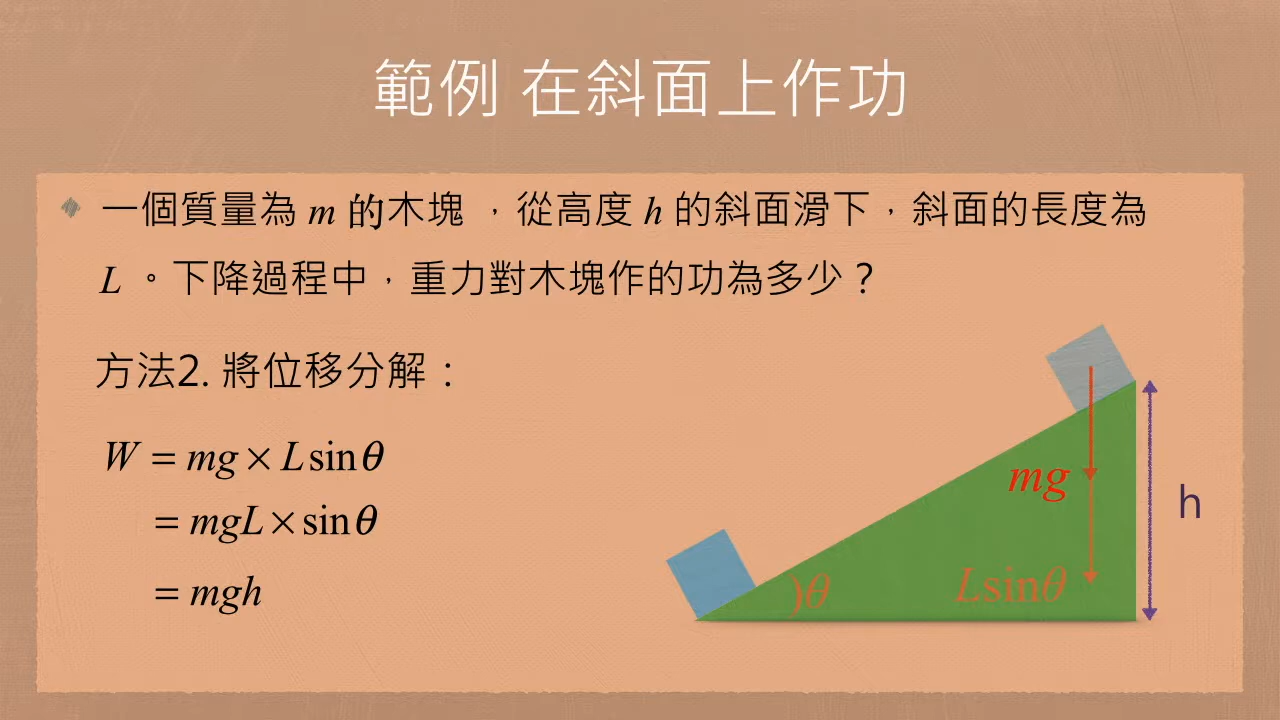 範例 在斜面上作功
一個質量為 m 的木塊，從高度 h 的斜面滑下，斜面的長度為
L。下降過程中，重力對木塊作的功為多少？
方法2. 將位移分解：
W = mg × L sin θ
= mgL × sin θ
= mgh
mg
h
)θ
L sin θ